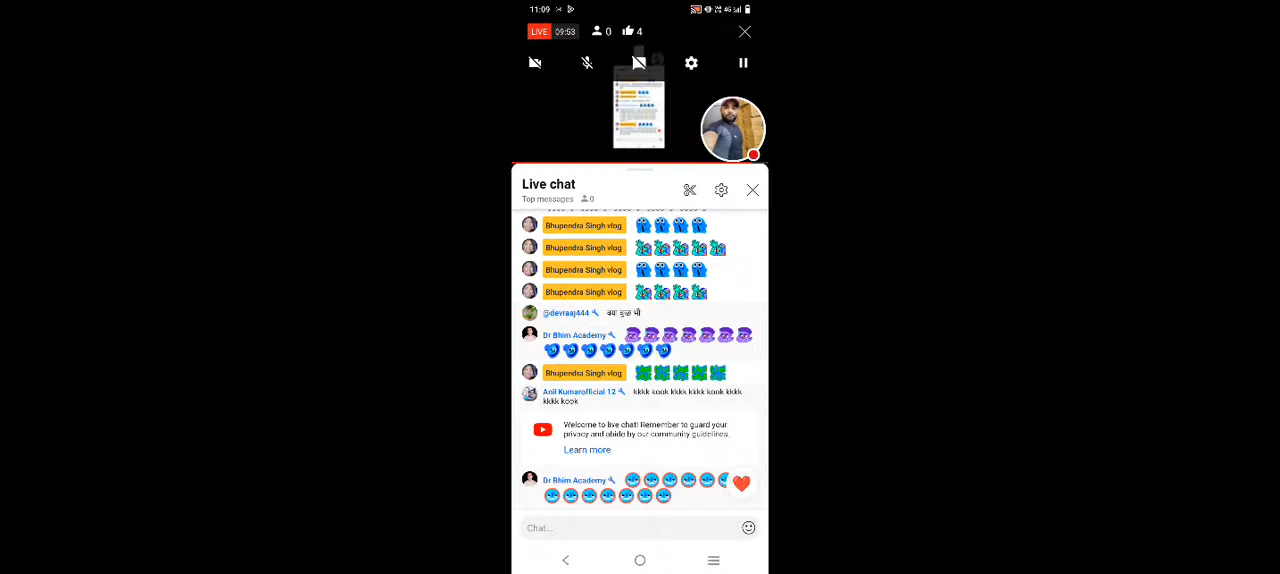 11:09 4G
LIVE 09:53 0 4
Live chat
Top messages 0
Bhupendra Singh vlog
Bhupendra Singh vlog
Bhupendra Singh vlog
Bhupendra Singh vlog
@devraaj444 क्या कुछ भी
Dr Bhim Academy
Bhupendra Singh vlog
Anil Kumarofficial 12 kkkk kook kkkk kkkk kook kkkk
kkkk kook
Welcome to live chat! Remember to guard your
privacy and abide by our community guidelines.
Learn more
Dr Bhim Academy
Chat...